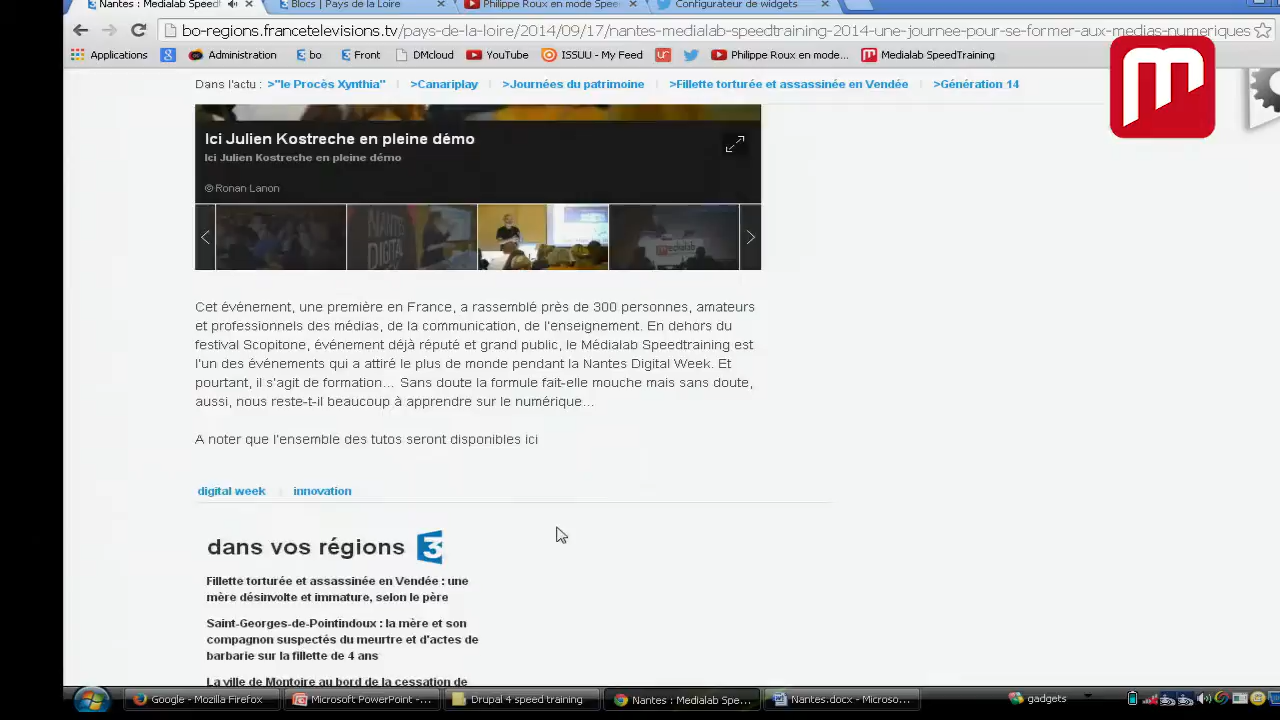 Nantes : Medialab Speed
Blocs | Pays de la Loire
Philippe Roux en mode Spee
Configurateur de widgets
bo-regions.francetelevisions.tv/pays-de-la-loire/2014/09/17/nantes-medialab-speedtraining-2014-une-journee-pour-se-former-aux-medias-numeriques
Applications
Administration
bo
Front
DMcloud
YouTube
ISSUU - My Feed
Philippe Roux en mode...
Medialab SpeedTraining
Dans l'actu : >"le Procès Xynthia" >Canariplay >Journées du patrimoine >Fillette torturée et assassinée en Vendée >Génération 14
Ici Julien Kostreche en pleine démo
Ici Julien Kostreche en pleine démo
© Ronan Lanon
NANTES
DIGITAL
medialab
Cet événement, une première en France, a rassemblé près de 300 personnes, amateurs
et professionnels des médias, de la communication, de l'enseignement. En dehors du
festival Scopitone, événement déjà réputé et grand public, le Médialab Speedtraining est
l'un des événements qui a attiré le plus de monde pendant la Nantes Digital Week. Et
pourtant, il s'agit de formation... Sans doute la formule fait-elle mouche mais sans doute,
aussi, nous reste-t-il beaucoup à apprendre sur le numérique...
A noter que l'ensemble des tutos seront disponibles ici
digital week | innovation
dans vos régions 3
Fillette torturée et assassinée en Vendée : une
mère désinvolte et immature, selon le père
Saint-Georges-de-Pointindoux : la mère et son
compagnon suspectés du meurtre et d'actes de
barbarie sur la fillette de 4 ans
La ville de Montoire au bord de la cessation de
Google - Mozilla Firefox
Microsoft PowerPoint - ...
Drupal 4 speed training
Nantes : Medialab Spe...
Nantes.docx - Microso...
gadgets